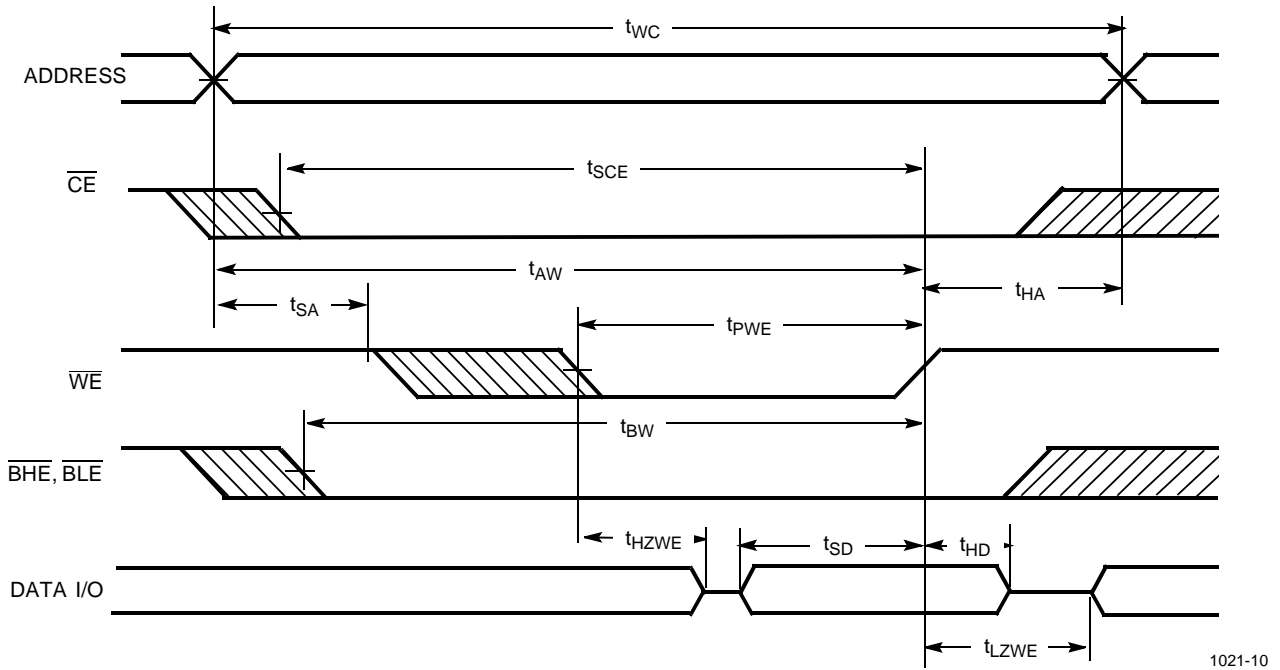 tWC
ADDRESS
CE
tSCE
tAW
tSA
tHA
tPWE
WE
tBW
BHE, BLE
tHZWE
tSD
tHD
DATA I/O
tLZWE
1021-10